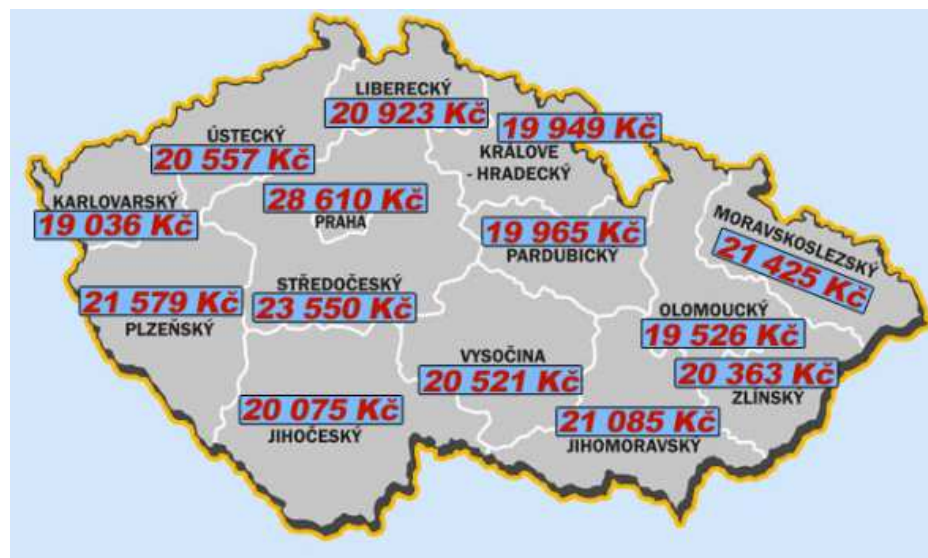 LIBERECKÝ
20 923 Kč
19 949 Kč
KRÁLOVE
- HRADECKÝ
ÚSTECKÝ
20 557 Kč
KARLOVARSKÝ
19 036 Kč
28 610 Kč
PRAHA
19 965 Kč
PARDUBICKÝ
MORAVSKOSLEZSKÝ
21 425 Kč
21 579 Kč
PLZEŇSKÝ
STŘEDOČESKÝ
23 550 Kč
OLOMOUCKÝ
19 526 Kč
VYSOČINA
20 521 Kč
20 363 Kč
ZLÍNSKÝ
20 075 Kč
JIHOČESKÝ
21 085 Kč
JIHOMORAVSKÝ